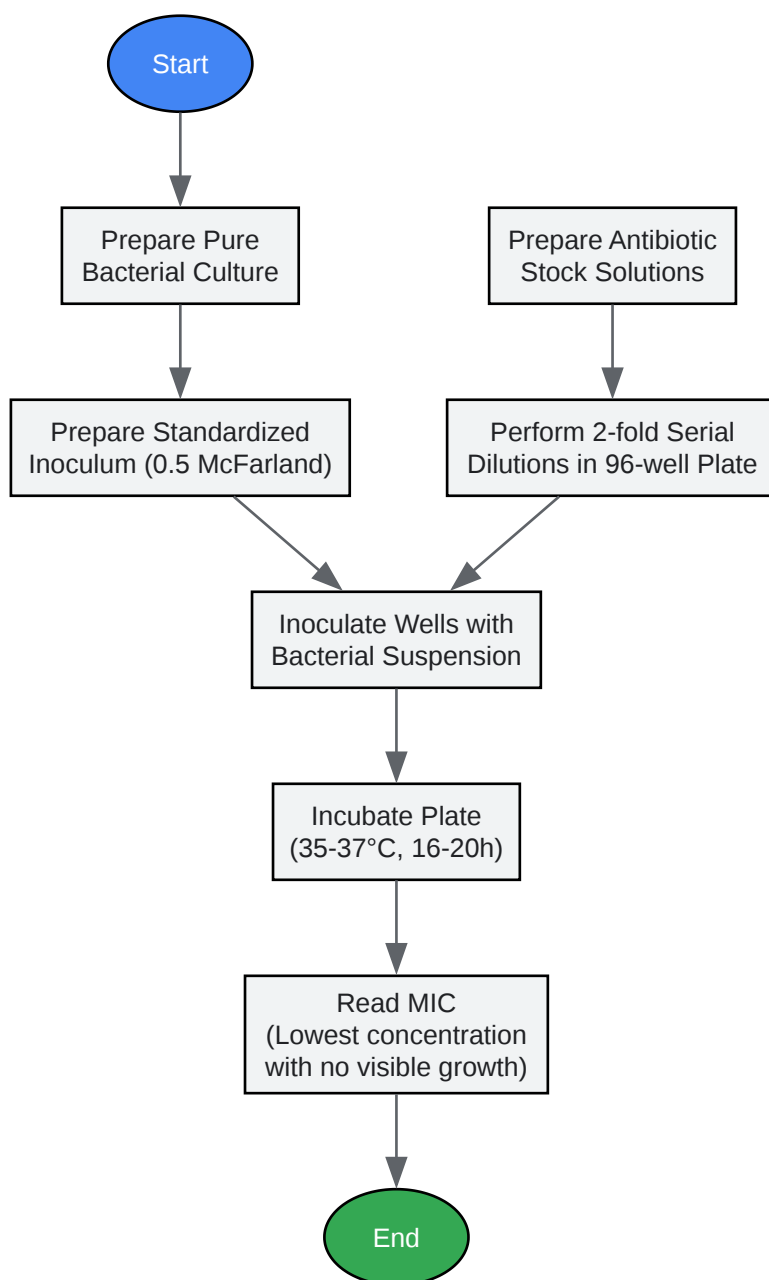 Start
Prepare Pure
Bacterial Culture
Prepare Antibiotic
Stock Solutions
Prepare Standardized
Inoculum (0.5 McFarland)
Perform 2-fold Serial
Dilutions in 96-well Plate
Inoculate Wells with
Bacterial Suspension
Incubate Plate
(35-37°C, 16-20h)
Read MIC
(Lowest concentration
with no visible growth)
End